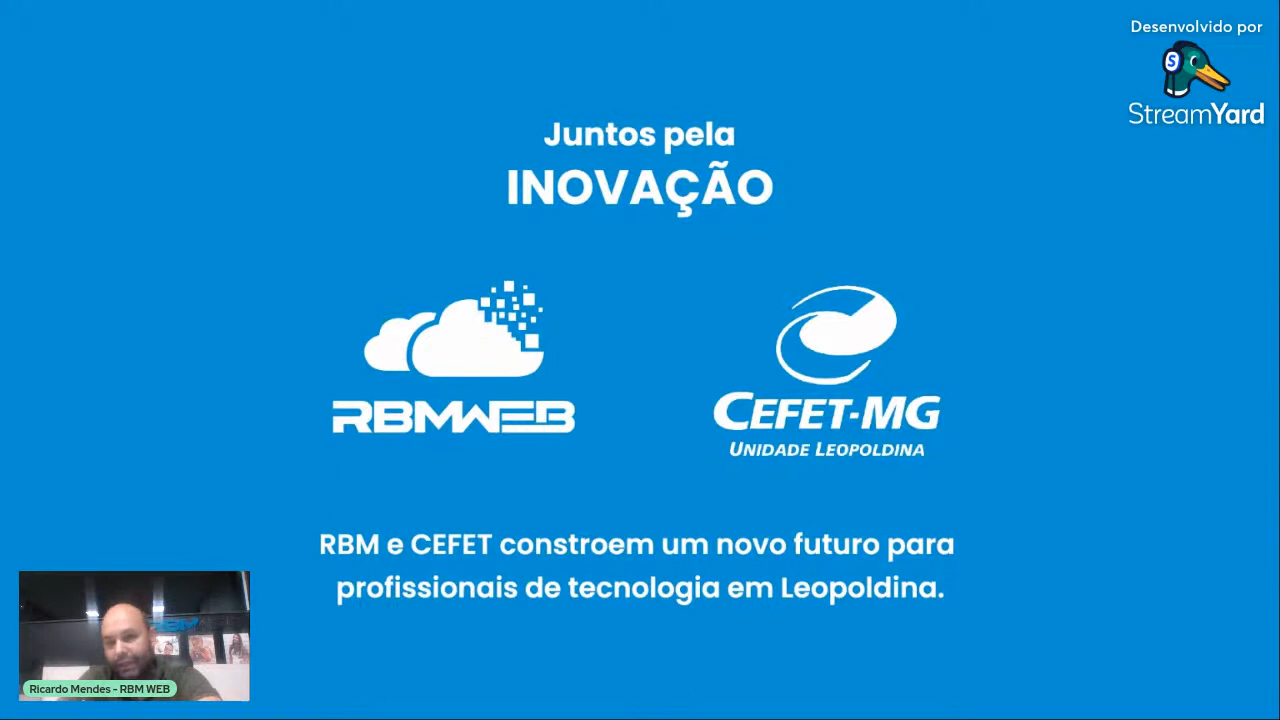 Desenvolvido por
StreamYard
Juntos pela
INOVAÇÃO
RBMWEB
CEFET-MG
UNIDADE LEOPOLDINA
RBM e CEFET constroem um novo futuro para
profissionais de tecnologia em Leopoldina.
RBM
Ricardo Mendes - RBM WEB